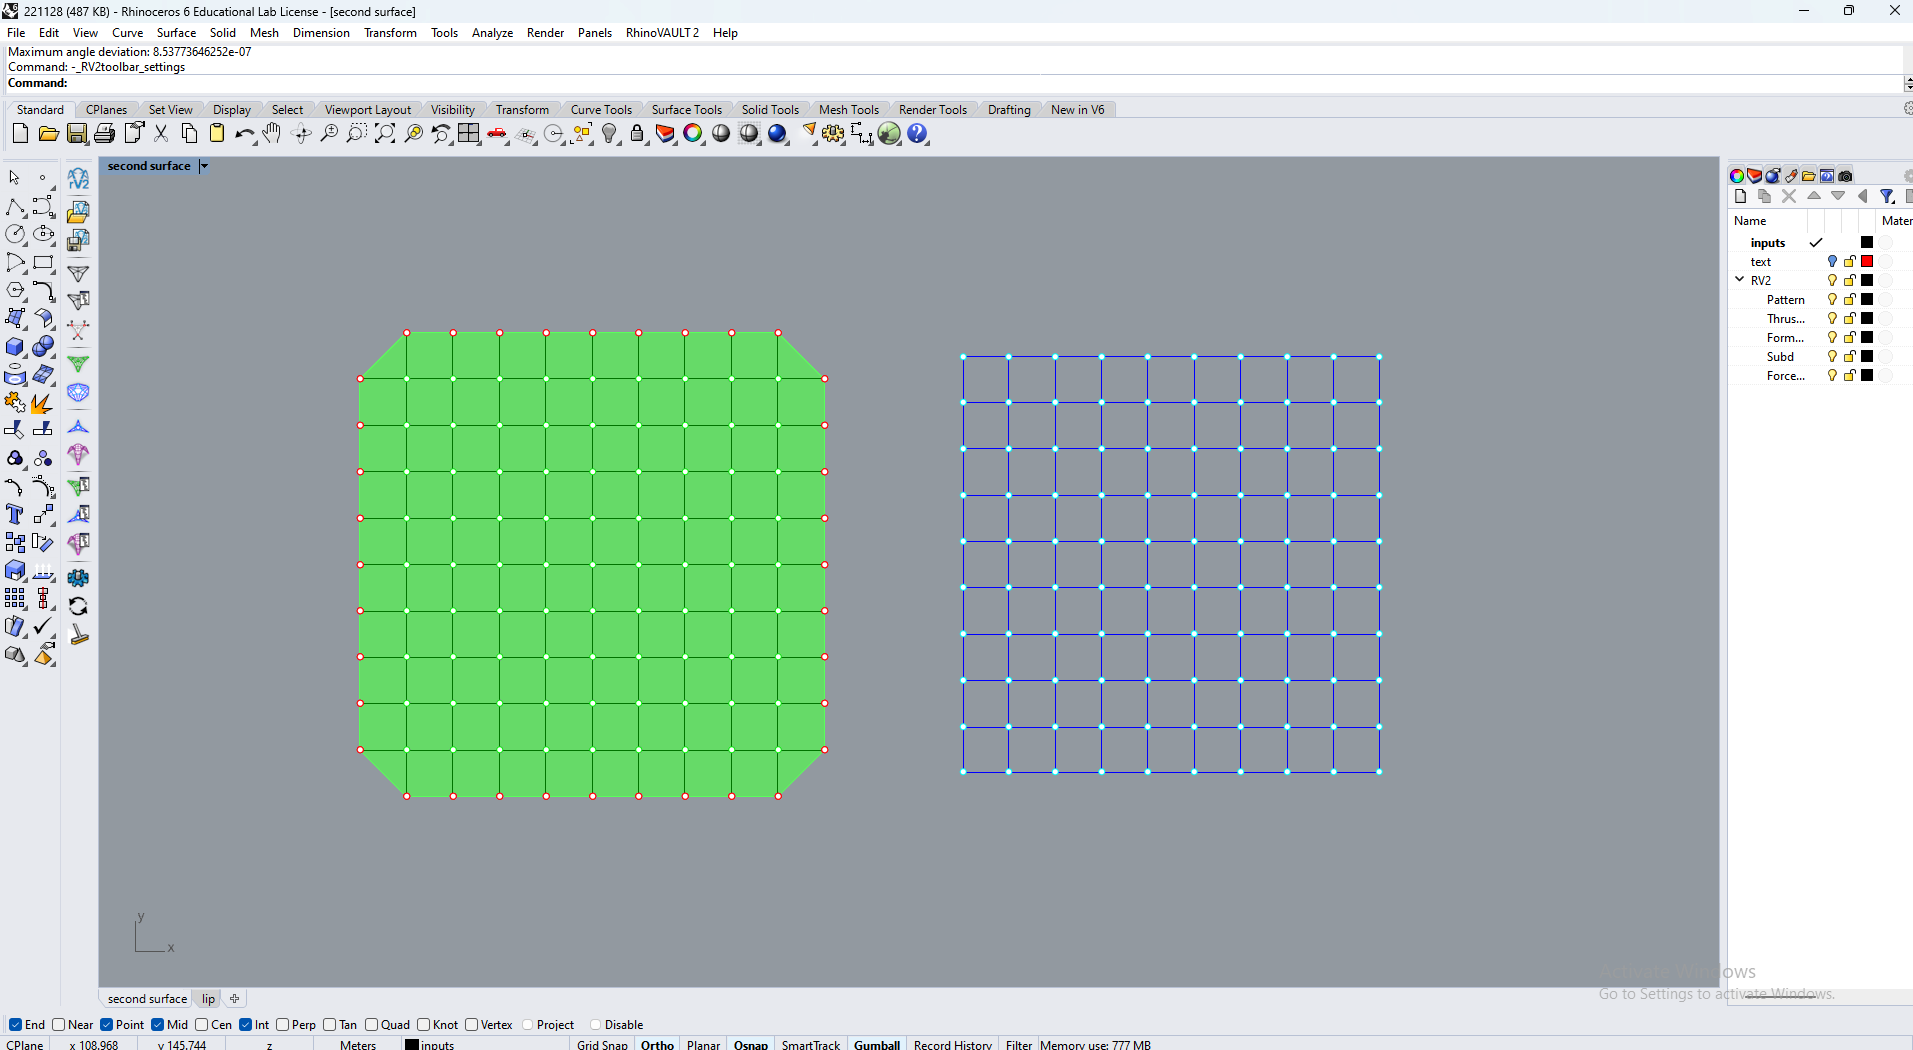 221128 (487 KB) - Rhinoceros 6 Educational Lab License - [second surface]
File Edit View Curve Surface Solid Mesh Dimension Transform Tools Analyze Render Panels RhinoVAULT 2 Help
Maximum angle deviation: 8.53773646252e-07
Command: -_RV2toolbar_settings
Command:
Standard CPlanes Set View Display Select Viewport Layout Visibility Transform Curve Tools Surface Tools Solid Tools Mesh Tools Render Tools Drafting New in V6
second surface
rV2
Name Mater
inputs
text
RV2
Pattern
Thrus...
Form...
Subd
Force...
y
x
Activate Windows
Go to Settings to activate Windows.
second surface lip
End Near Point Mid Cen Int Perp Tan Quad Knot Vertex Project Disable
CPlane x 108.968 y 145.744 z Meters inputs Grid Snap Ortho Planar Osnap SmartTrack Gumball Record History Filter Memory use: 777 MB